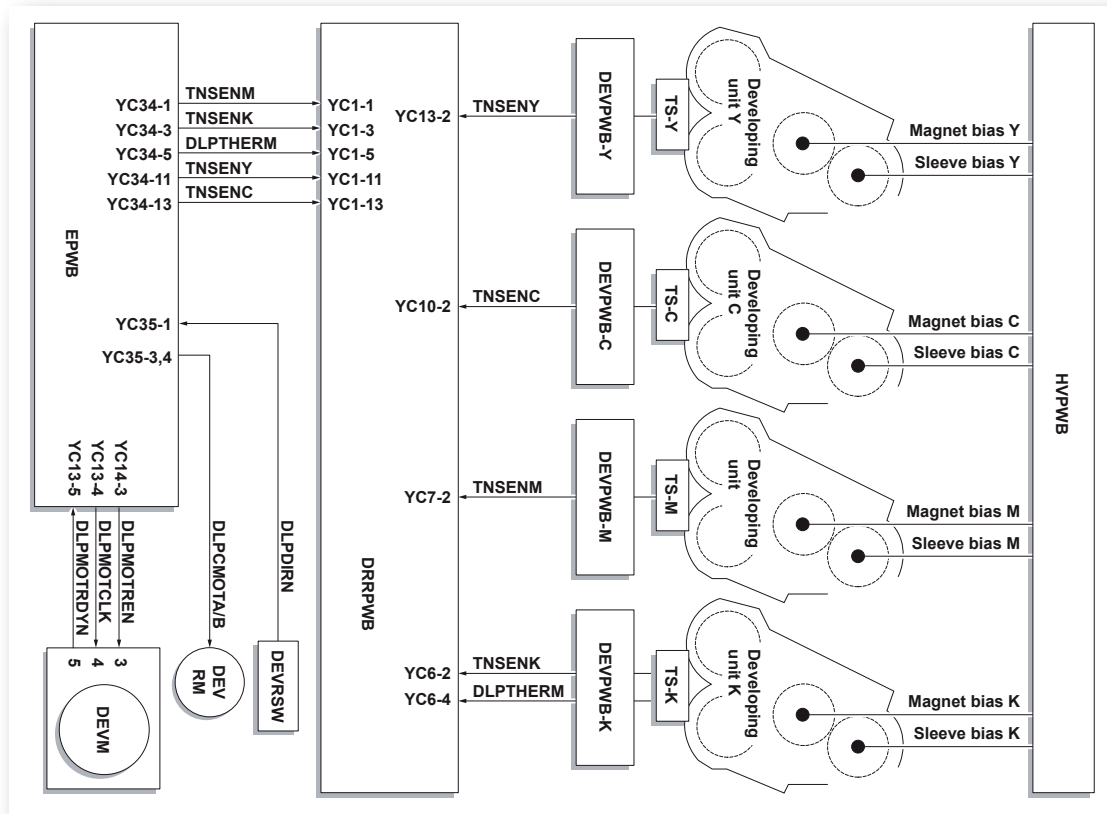 EPWB
YC34-1
YC34-3
YC34-5
YC34-11
YC34-13
TNSENM
TNSENK
DLPTHERM
TNSENY
TNSENC
YC1-1
YC1-3
YC1-5
YC1-11
YC1-13
YC35-1
YC35-3,4
YC13-5
YC13-4
YC14-3
DLPMOTRDYN
DLPMOTCLK
DLPMOTREN
5
4
3
DEVM
DLPCMOTA/B
DEV
RM
DLPDIRN
DEVRSW
DRRPWB
YC13-2
TNSENY
DEVPWB-Y
TS-Y
Developing
unit Y
Magnet bias Y
Sleeve bias Y
YC10-2
TNSENC
DEVPWB-C
TS-C
Developing
unit C
Magnet bias C
Sleeve bias C
YC7-2
TNSENM
DEVPWB-M
TS-M
Developing
unit
Magnet bias M
Sleeve bias M
YC6-2
TNSENK
YC6-4
DLPTHERM
DEVPWB-K
TS-K
Developing
unit K
Magnet bias K
Sleeve bias K
HVPWB